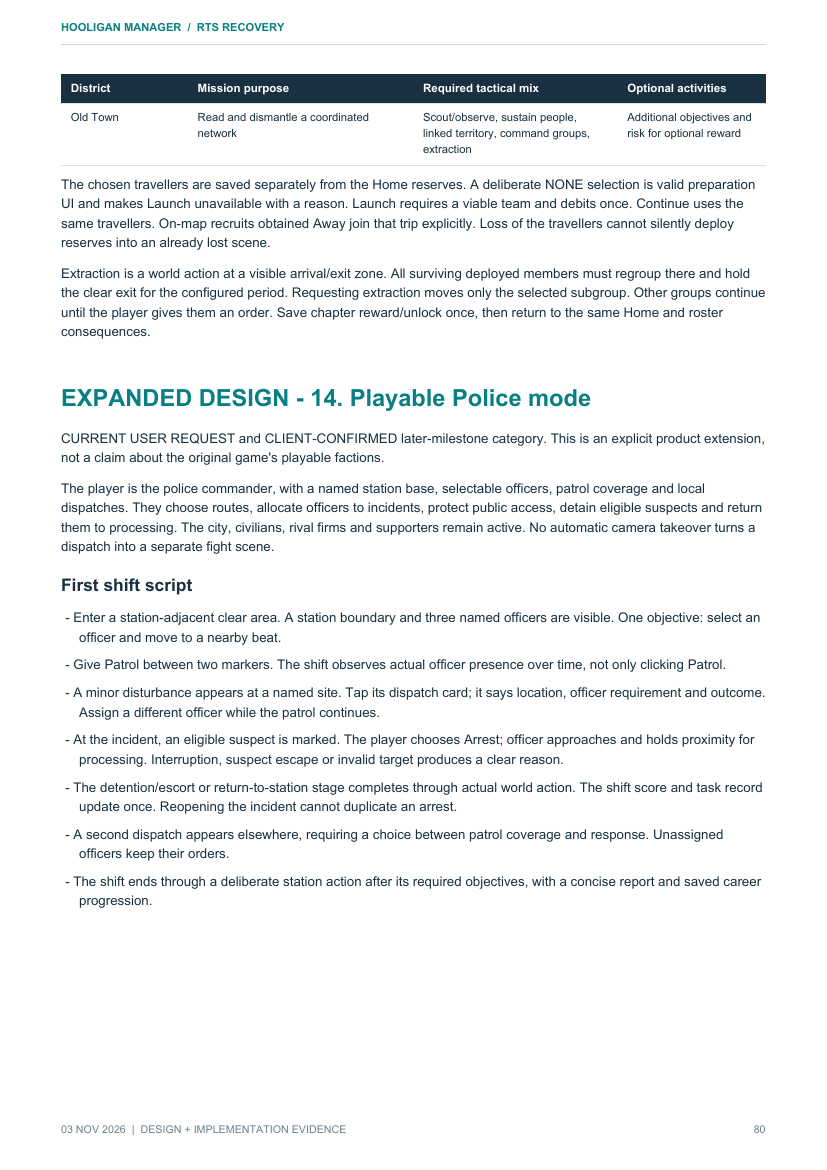 HOOLIGAN MANAGER / RTS RECOVERY
District Mission purpose Required tactical mix Optional activities
Old Town Read and dismantle a coordinated network Scout/observe, sustain people, linked territory, command groups, extraction Additional objectives and risk for optional reward
The chosen travellers are saved separately from the Home reserves. A deliberate NONE selection is valid preparation
UI and makes Launch unavailable with a reason. Launch requires a viable team and debits once. Continue uses the
same travellers. On-map recruits obtained Away join that trip explicitly. Loss of the travellers cannot silently deploy
reserves into an already lost scene.
Extraction is a world action at a visible arrival/exit zone. All surviving deployed members must regroup there and hold
the clear exit for the configured period. Requesting extraction moves only the selected subgroup. Other groups continue
until the player gives them an order. Save chapter reward/unlock once, then return to the same Home and roster
consequences.
EXPANDED DESIGN - 14. Playable Police mode
CURRENT USER REQUEST and CLIENT-CONFIRMED later-milestone category. This is an explicit product extension,
not a claim about the original game's playable factions.
The player is the police commander, with a named station base, selectable officers, patrol coverage and local
dispatches. They choose routes, allocate officers to incidents, protect public access, detain eligible suspects and return
them to processing. The city, civilians, rival firms and supporters remain active. No automatic camera takeover turns a
dispatch into a separate fight scene.
First shift script
- Enter a station-adjacent clear area. A station boundary and three named officers are visible. One objective: select an
officer and move to a nearby beat.
- Give Patrol between two markers. The shift observes actual officer presence over time, not only clicking Patrol.
- A minor disturbance appears at a named site. Tap its dispatch card; it says location, officer requirement and outcome.
Assign a different officer while the patrol continues.
- At the incident, an eligible suspect is marked. The player chooses Arrest; officer approaches and holds proximity for
processing. Interruption, suspect escape or invalid target produces a clear reason.
- The detention/escort or return-to-station stage completes through actual world action. The shift score and task record
update once. Reopening the incident cannot duplicate an arrest.
- A second dispatch appears elsewhere, requiring a choice between patrol coverage and response. Unassigned
officers keep their orders.
- The shift ends through a deliberate station action after its required objectives, with a concise report and saved career
progression.
03 NOV 2026 | DESIGN + IMPLEMENTATION EVIDENCE 80